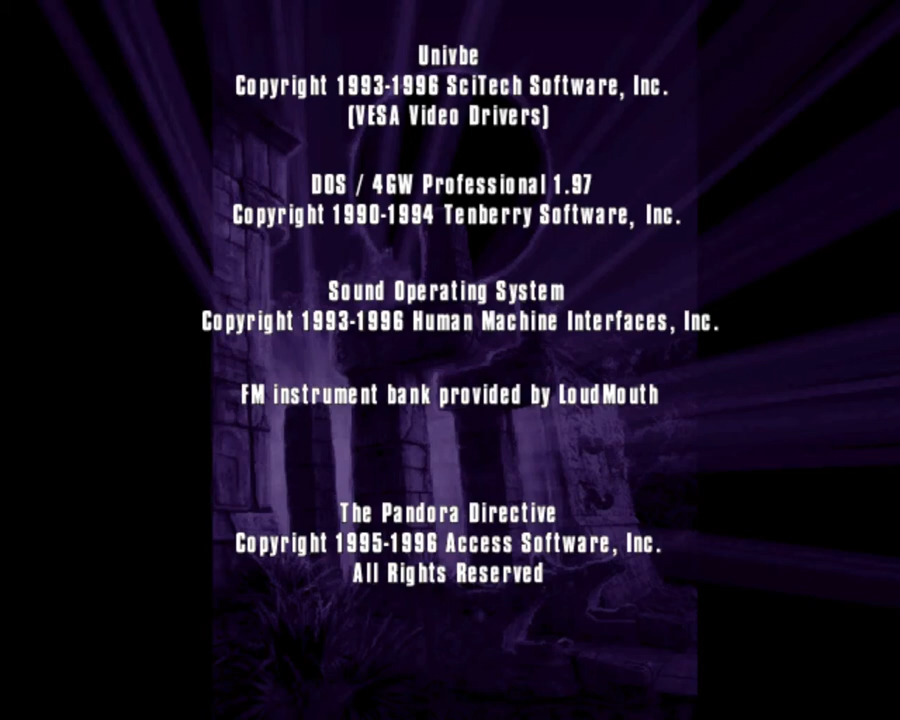 Univbe
Copyright 1993-1996 SciTech Software, Inc.
(VESA Video Drivers)
DOS / 4GW Professional 1.97
Copyright 1990-1994 Tenberry Software, Inc.
Sound Operating System
Copyright 1993-1996 Human Machine Interfaces, Inc.
FM instrument bank provided by LoudMouth
The Pandora Directive
Copyright 1995-1996 Access Software, Inc.
All Rights Reserved